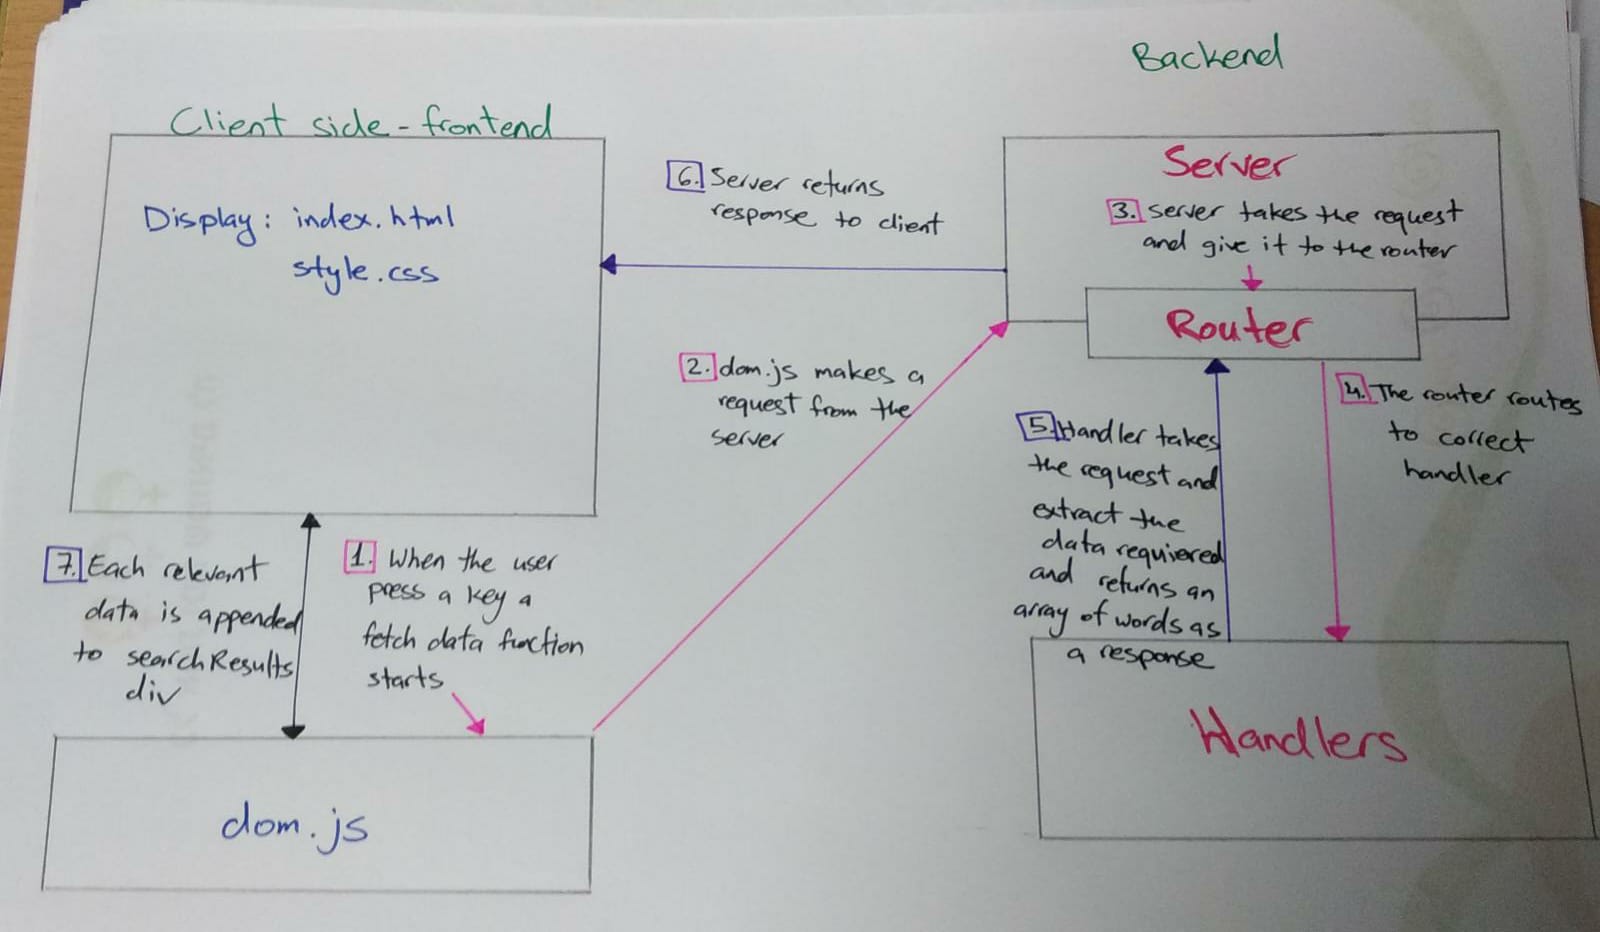 Backend
Client side - frontend
Display: index.html
style.css
6. Server returns
response to client
Server
3. server takes the request
and give it to the router
Router
2. dom.js makes a
request from the
server
4. The router routes
to correct
handler
5. Handler takes
the request and
extract the
data requiered
and returns an
array of words as
a response
7. Each relevant
data is appended
to searchResults
div
1. When the user
press a key a
fetch data function
starts
Handlers
dom.js